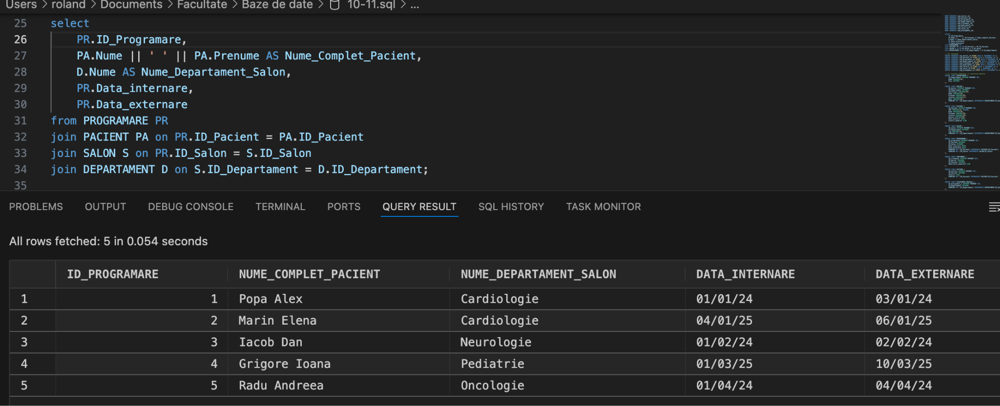 Users > roland > Documents > Facultate > Baze de date > 10-11.sql > ...
25 select
26 PR.ID_Programare,
27 PA.Nume || ' ' || PA.Prenume AS Nume_Complet_Pacient,
28 D.Nume AS Nume_Departament_Salon,
29 PR.Data_internare,
30 PR.Data_externare
31 from PROGRAMARE PR
32 join PACIENT PA on PR.ID_Pacient = PA.ID_Pacient
33 join SALON S on PR.ID_Salon = S.ID_Salon
34 join DEPARTAMENT D on S.ID_Departament = D.ID_Departament;
35
PROBLEMS OUTPUT DEBUG CONSOLE TERMINAL PORTS QUERY RESULT SQL HISTORY TASK MONITOR
All rows fetched: 5 in 0.054 seconds
ID_PROGRAMARE NUME_COMPLET_PACIENT NUME_DEPARTAMENT_SALON DATA_INTERNARE DATA_EXTERNARE
1 1 Popa Alex Cardiologie 01/01/24 03/01/24
2 2 Marin Elena Cardiologie 04/01/25 06/01/25
3 3 Iacob Dan Neurologie 01/02/24 02/02/24
4 4 Grigore Ioana Pediatrie 01/03/25 10/03/25
5 5 Radu Andreea Oncologie 01/04/24 04/04/24